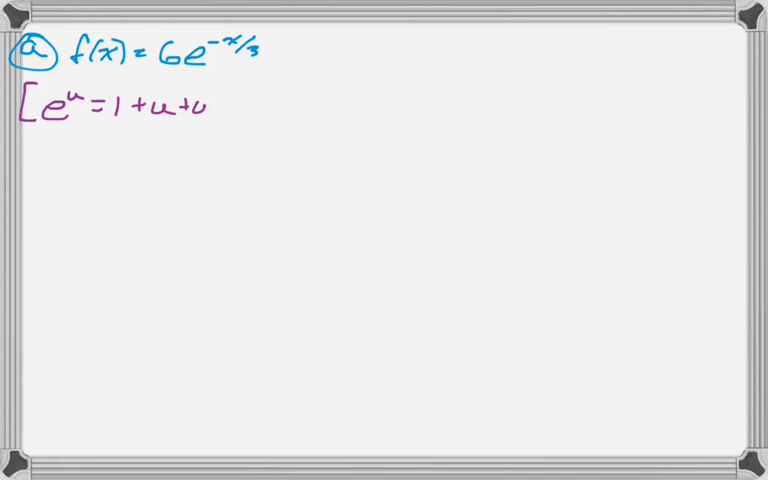 a f(x) = 6e^{-x/3}
[e^u = 1 + u + u